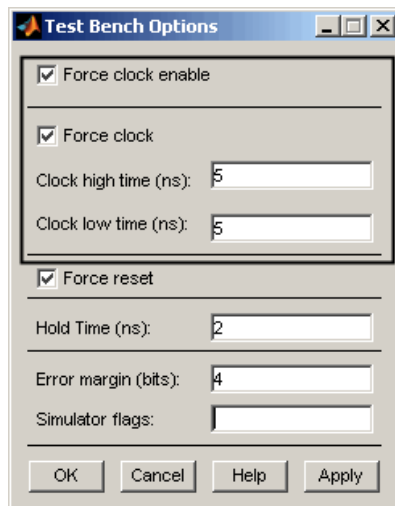 Test Bench Options
Force clock enable
Force clock
Clock high time (ns): 5
Clock low time (ns): 5
Force reset
Hold Time (ns): 2
Error margin (bits): 4
Simulator flags:
OK Cancel Help Apply